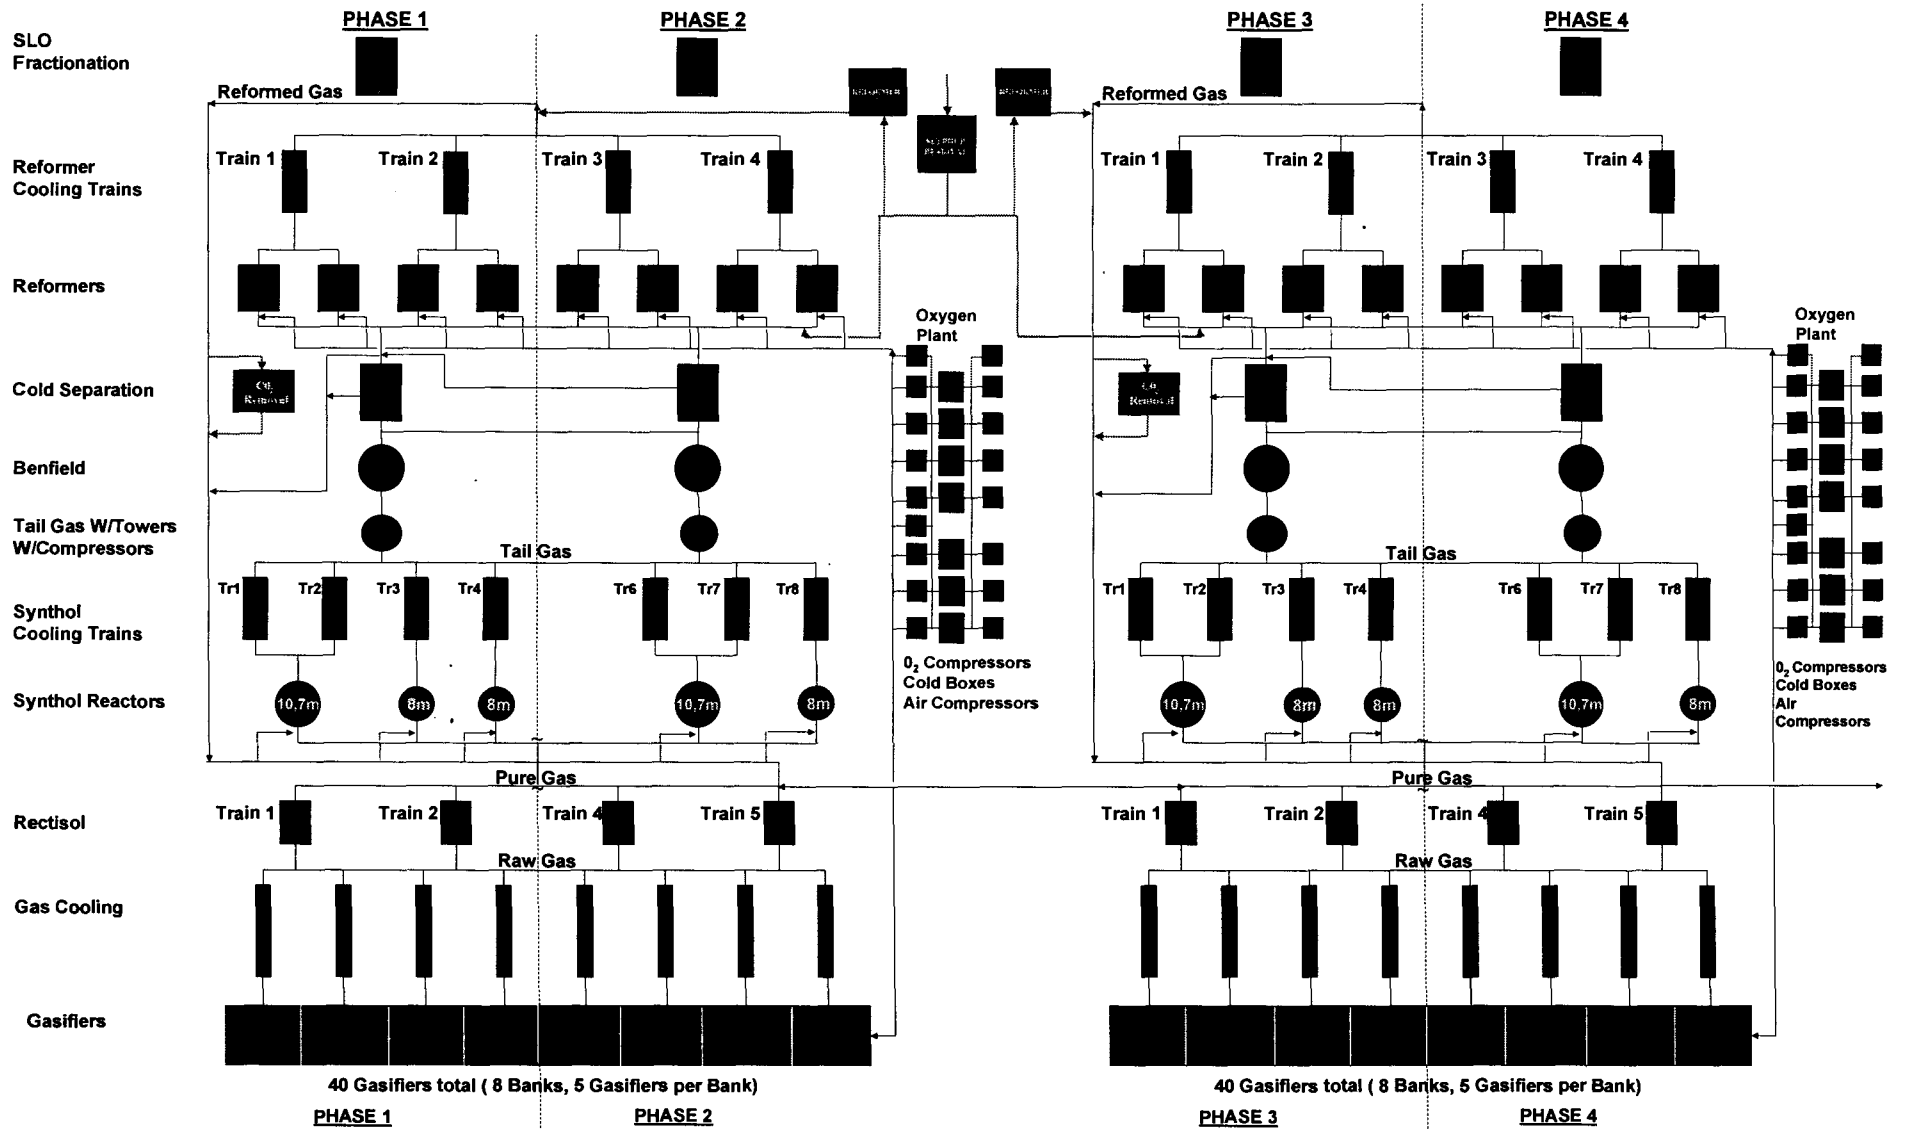 PHASE 1
PHASE 2
PHASE 3
PHASE 4
SLO
Fractionation
Reformed Gas
Reformed Gas
REFORMER
REFORMER
Reformer
Cooling Trains
Train 1
Train 2
Train 3
Train 4
Train 1
Train 2
Train 3
Train 4
Reformers
Oxygen
Plant
Oxygen
Plant
Cold Separation
Removal
Removal
Benfield
Tail Gas W/Towers
W/Compressors
Tail Gas
Tail Gas
Synthol
Cooling Trains
Tr1
Tr2
Tr3
Tr4
Tr6
Tr7
Tr8
Tr1
Tr2
Tr3
Tr4
Tr6
Tr7
Tr8
0₂ Compressors
Cold Boxes
Air Compressors
0₂ Compressors
Cold Boxes
Air
Compressors
Synthol Reactors
10,7m
8m
8m
10,7m
8m
10,7m
8m
8m
10,7m
8m
Pure Gas
Pure Gas
Rectisol
Train 1
Train 2
Train 4
Train 5
Train 1
Train 2
Train 4
Train 5
Raw Gas
Raw Gas
Gas Cooling
Gasifiers
40 Gasifiers total ( 8 Banks, 5 Gasifiers per Bank)
40 Gasifiers total ( 8 Banks, 5 Gasifiers per Bank)
PHASE 1
PHASE 2
PHASE 3
PHASE 4